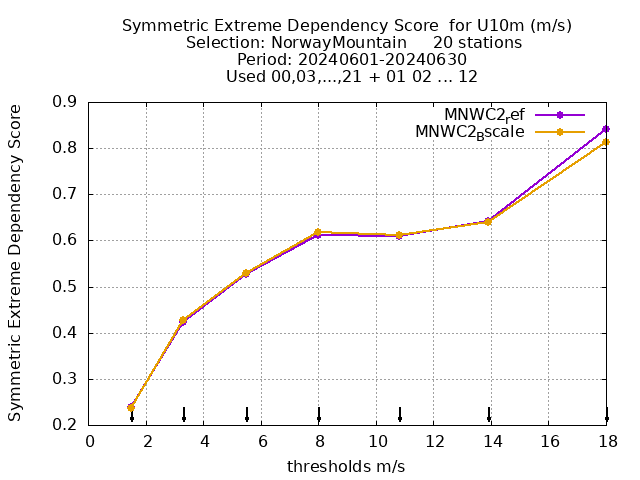 Symmetric Extreme Dependency Score  for U10m (m/s)
Selection: NorwayMountain     20 stations
Period: 20240601-20240630
Used 00,03,...,21 + 01 02 ... 12
Symmetric Extreme Dependency Score
0.9
0.8
0.7
0.6
0.5
0.4
0.3
0.2
MNWC2ref
MNWC2Bscale
0 2 4 6 8 10 12 14 16 18
thresholds m/s